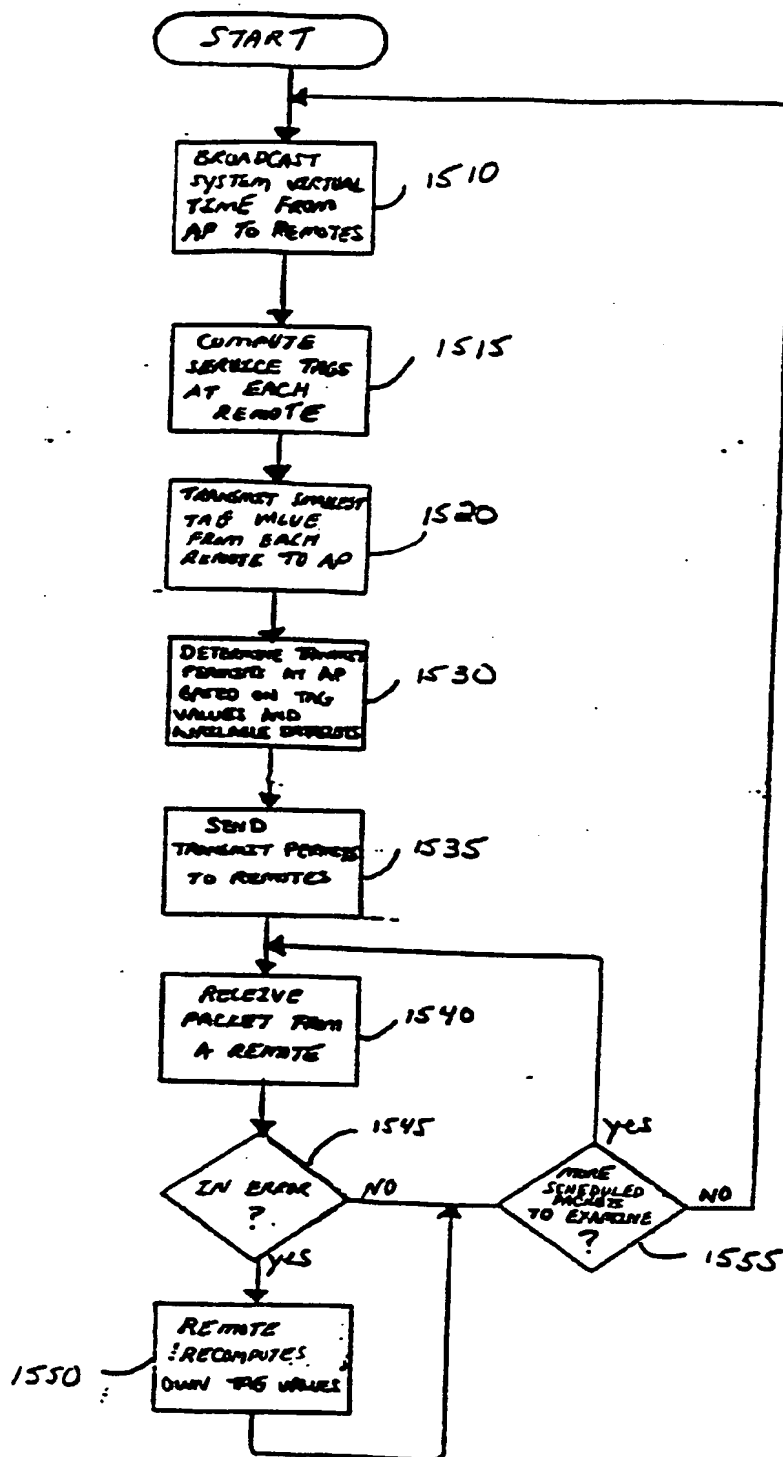 START
BROADCAST
SYSTEM VIRTUAL
TIME FROM
AP TO REMOTES
1510
COMPUTE
SERVICE TAGS
AT EACH
REMOTE
1515
TRANSMIT SMALLEST
TAG VALUE
FROM EACH
REMOTE TO AP
1520
DETERMINE TRANSMIT
PERMITS AT AP
BASED ON TAG
VALUES AND
AVAILABLE DATASLOTS
1530
SEND
TRANSMIT PERMITS
TO REMOTES
1535
RECEIVE
PACKET FROM
A REMOTE
1540
1545
IN ERROR
?
NO
yes
yes
MORE
SCHEDULED
PACKETS
TO EXAMINE
?
NO
1555
REMOTE
RECOMPUTES
OWN TAG VALUES
1550